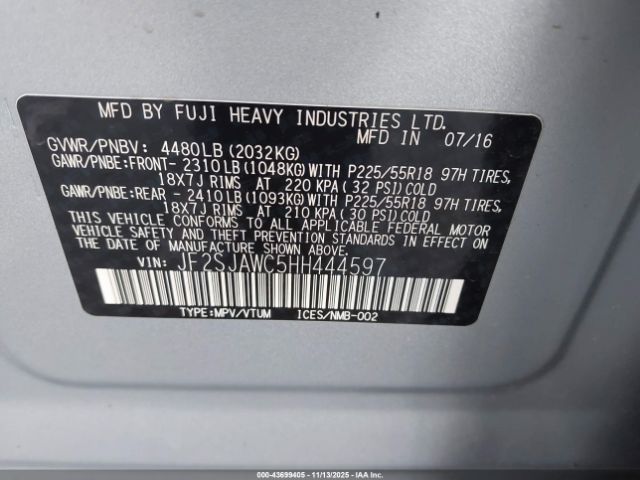 MFD BY FUJI HEAVY INDUSTRIES LTD.
MFD IN 07/16
GVWR/PNBV: 4480LB(2032KG)
GAWR/PNBE:FRONT- 2310LB(1048KG)WITH P225/55R18 97H TIRES,
18X7J RIMS AT 220 KPA( 32 PSI)COLD
GAWR/PNBE:REAR - 2410LB(1093KG)WITH P225/55R18 97H TIRES,
18X7J RIMS AT 210 KPA( 30 PSI)COLD
THIS VEHICLE CONFORMS TO ALL APPLICABLE FEDERAL MOTOR
VEHICLE SAFETY, BUMPER, AND THEFT PREVENTION STANDARDS
IN EFFECT ON THE DATE OF MANUFACTURE SHOWN ABOVE.
VIN: JF2SJAWC5HH444597
TYPE:MPV/VTUM ICES/NMB-002
000-43699405 - 11/13/2025 - IAAI.COM